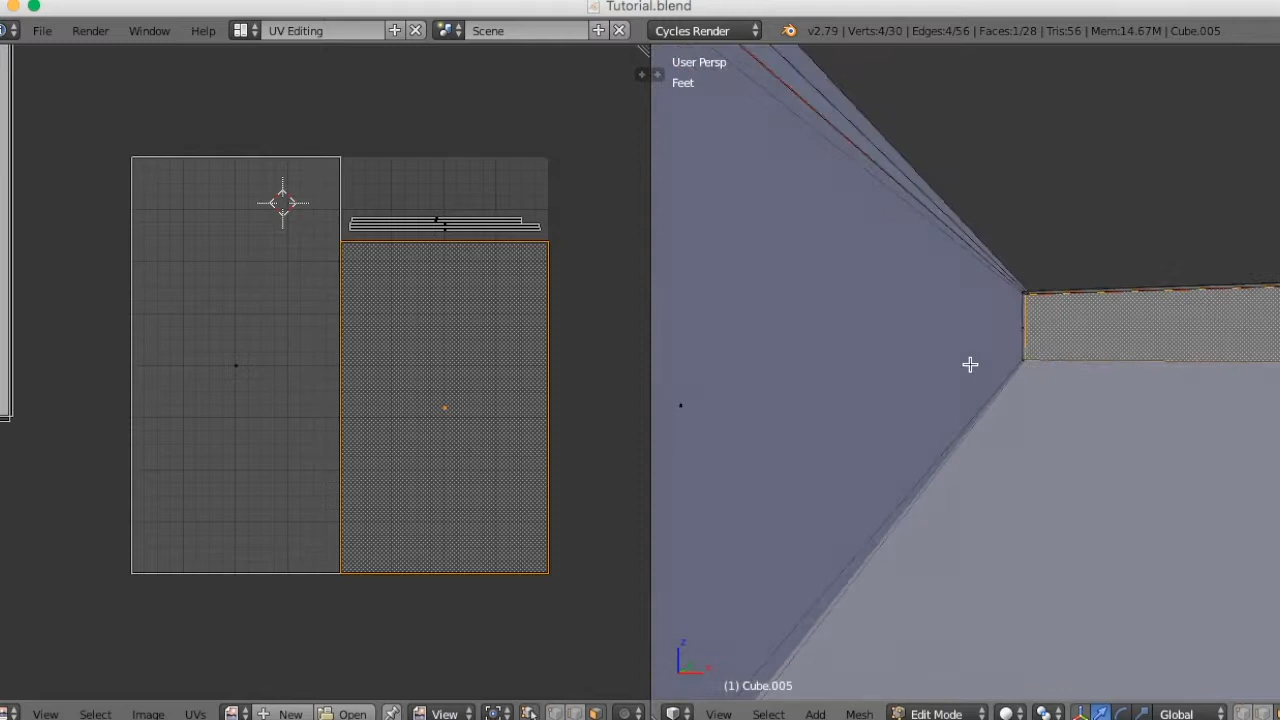 Tutorial.blend
File Render Window Help UV Editing Scene Cycles Render v2.79 | Verts:4/30 | Edges:4/56 | Faces:1/28 | Tris:56 | Mem:14.67M | Cube.005
User Persp
Feet
z
x
(1) Cube.005
View Select Image UVs New Open View View Select Add Mesh Edit Mode Global